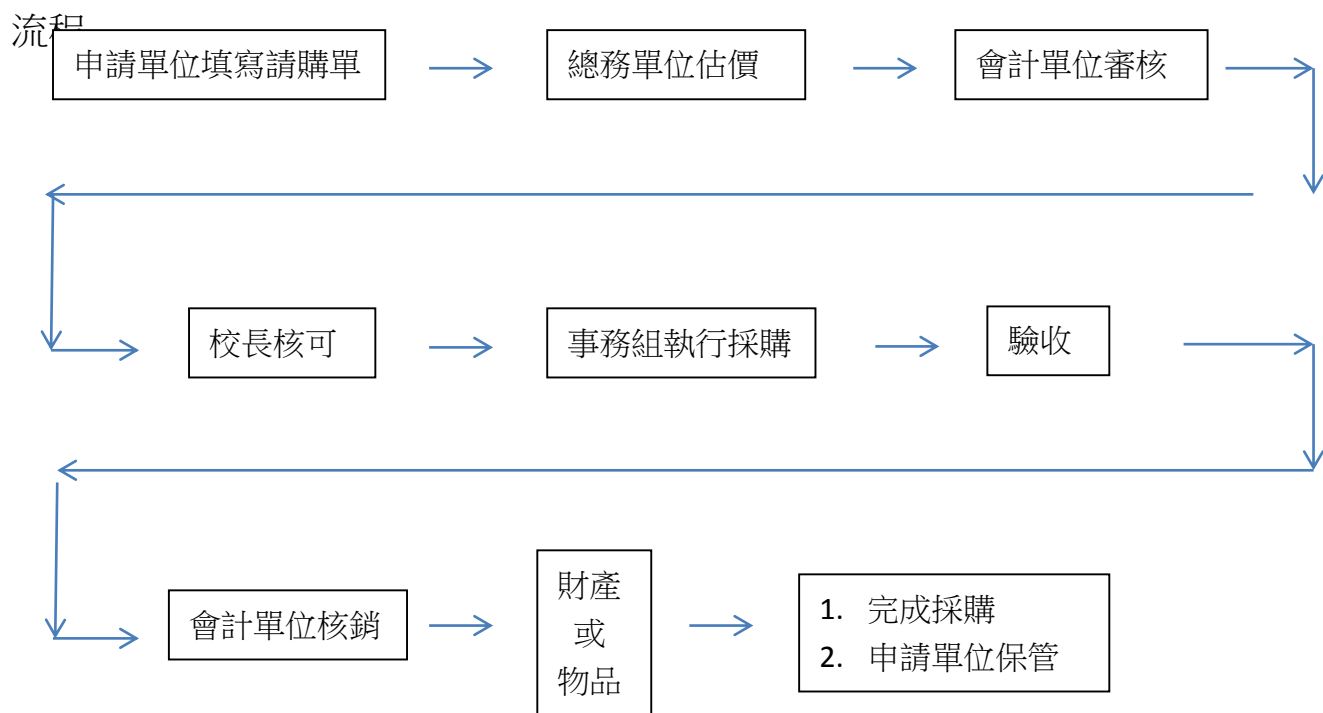 流程
申請單位填寫請購單
總務單位估價
會計單位審核
校長核可
事務組執行採購
驗收
會計單位核銷
財產
或
物品
1. 完成採購
2. 申請單位保管